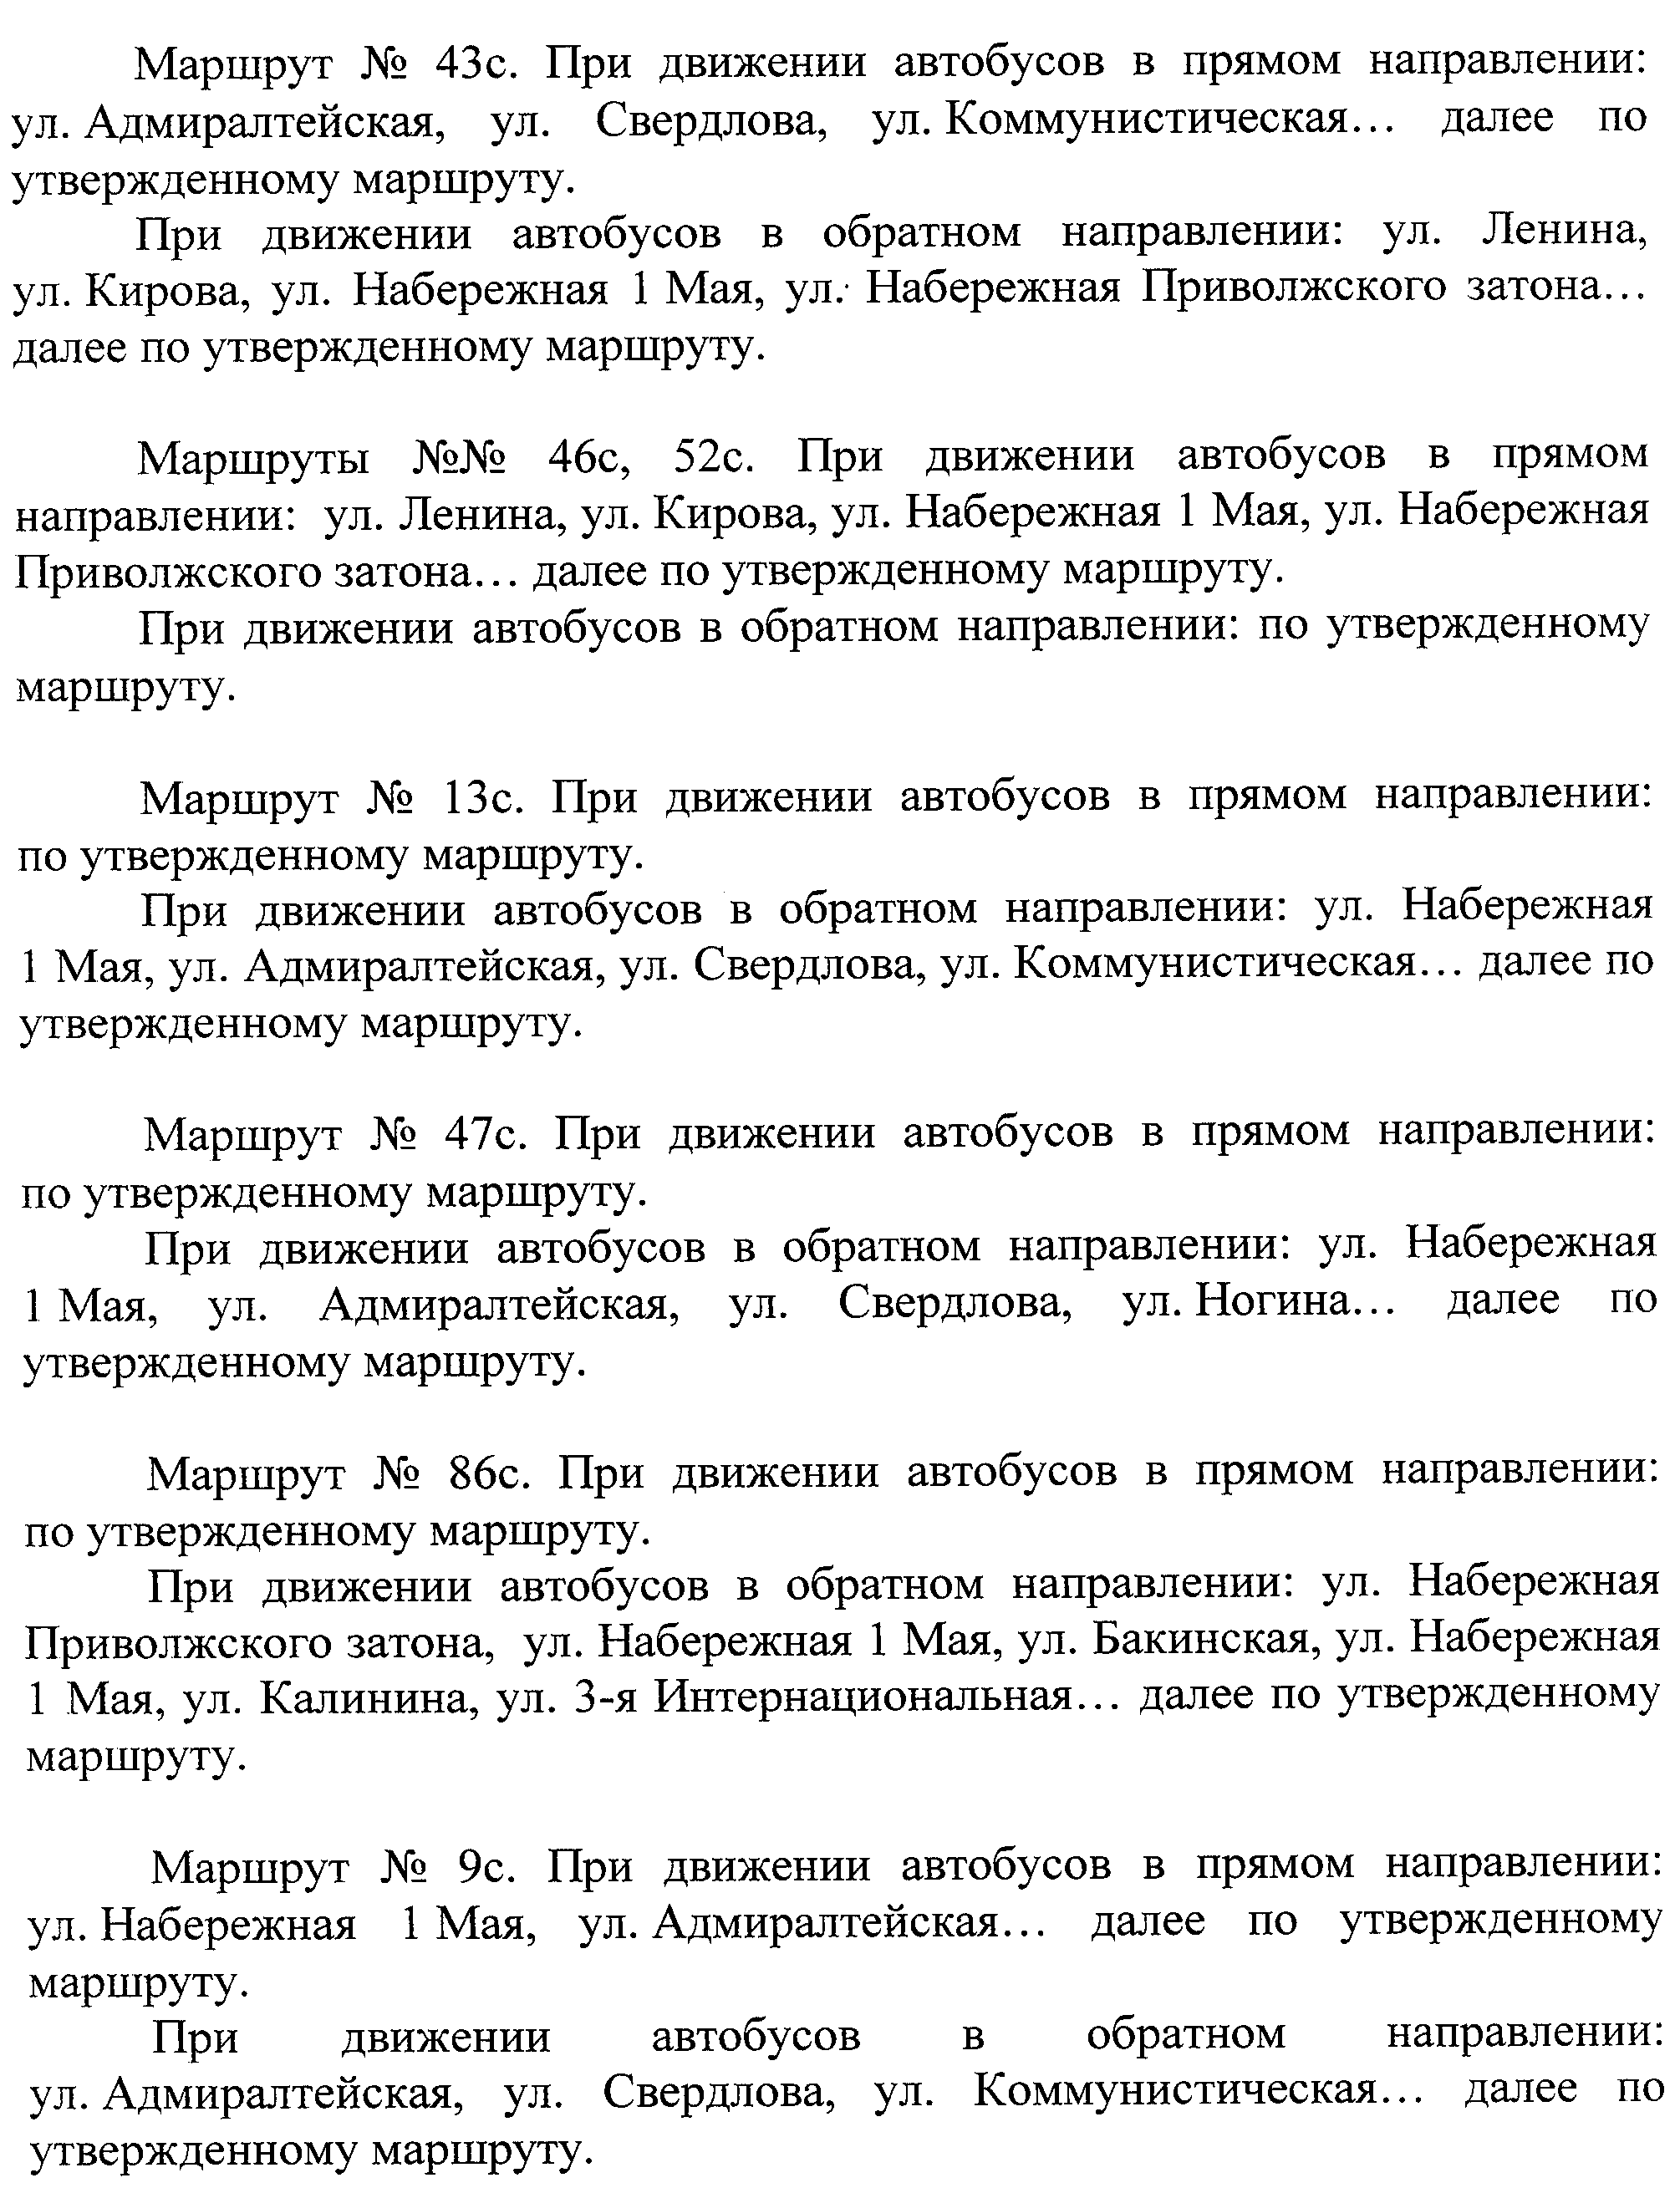 Маршрут № 43с. При движении автобусов в прямом направлении:
ул. Адмиралтейская, ул. Свердлова, ул. Коммунистическая… далее по
утвержденному маршруту.
При движении автобусов в обратном направлении: ул. Ленина,
ул. Кирова, ул. Набережная 1 Мая, ул. Набережная Приволжского затона…
далее по утвержденному маршруту.
Маршруты №№ 46с, 52с. При движении автобусов в прямом
направлении: ул. Ленина, ул. Кирова, ул. Набережная 1 Мая, ул. Набережная
Приволжского затона… далее по утвержденному маршруту.
При движении автобусов в обратном направлении: по утвержденному
маршруту.
Маршрут № 13с. При движении автобусов в прямом направлении:
по утвержденному маршруту.
При движении автобусов в обратном направлении: ул. Набережная
1 Мая, ул. Адмиралтейская, ул. Свердлова, ул. Коммунистическая… далее по
утвержденному маршруту.
Маршрут № 47с. При движении автобусов в прямом направлении:
по утвержденному маршруту.
При движении автобусов в обратном направлении: ул. Набережная
1 Мая, ул. Адмиралтейская, ул. Свердлова, ул. Ногина… далее по
утвержденному маршруту.
Маршрут № 86с. При движении автобусов в прямом направлении:
по утвержденному маршруту.
При движении автобусов в обратном направлении: ул. Набережная
Приволжского затона, ул. Набережная 1 Мая, ул. Бакинская, ул. Набережная
1 Мая, ул. Калинина, ул. 3-я Интернациональная… далее по утвержденному
маршруту.
Маршрут № 9с. При движении автобусов в прямом направлении:
ул. Набережная 1 Мая, ул. Адмиралтейская… далее по утвержденному
маршруту.
При движении автобусов в обратном направлении:
ул. Адмиралтейская, ул. Свердлова, ул. Коммунистическая… далее по
утвержденному маршруту.